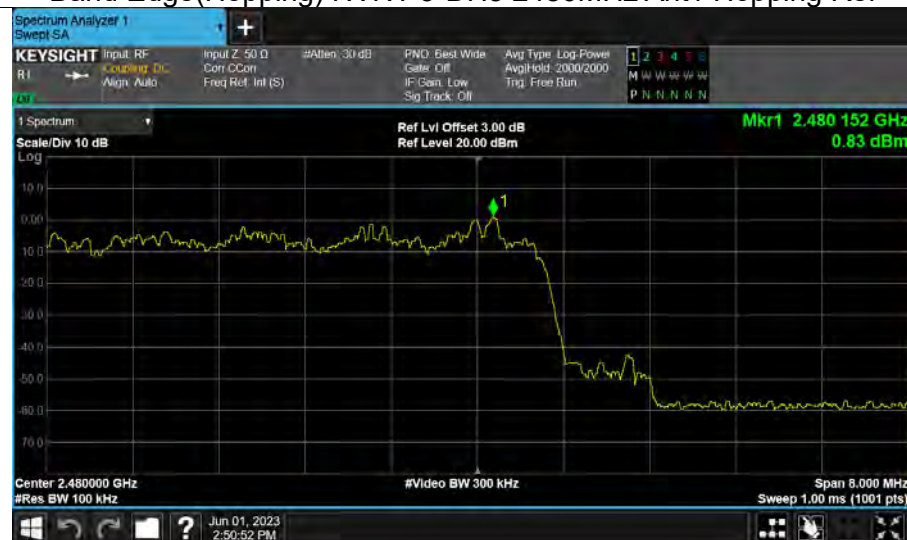 Spectrum Analyzer 1
Swept SA
+
KEYSIGHT
RL
Input: RF
Coupling: DC
Align: Auto
Input Z: 50 Ω
Corr CCorr
Freq Ref: Int (S)
#Atten: 30 dB
PNO: Best Wide
Gate: Off
IF Gain: Low
Sig Track: Off
Avg Type: Log-Power
Avg|Hold: 2000/2000
Trig: Free Run
1 2 3 4 5 6
M W W W W W
P N N N N N
1 Spectrum
Scale/Div 10 dB
Log
Ref Lvl Offset 3.00 dB
Ref Level 20.00 dBm
Mkr1 2.480 152 GHz
0.83 dBm
10.0
0.00
1
-10.0
-20.0
-30.0
-40.0
-50.0
-60.0
-70.0
Center 2.480000 GHz
#Res BW 100 kHz
#Video BW 300 kHz
Span 8.000 MHz
Sweep 1.00 ms (1001 pts)
?
Jun 01, 2023
2:50:52 PM